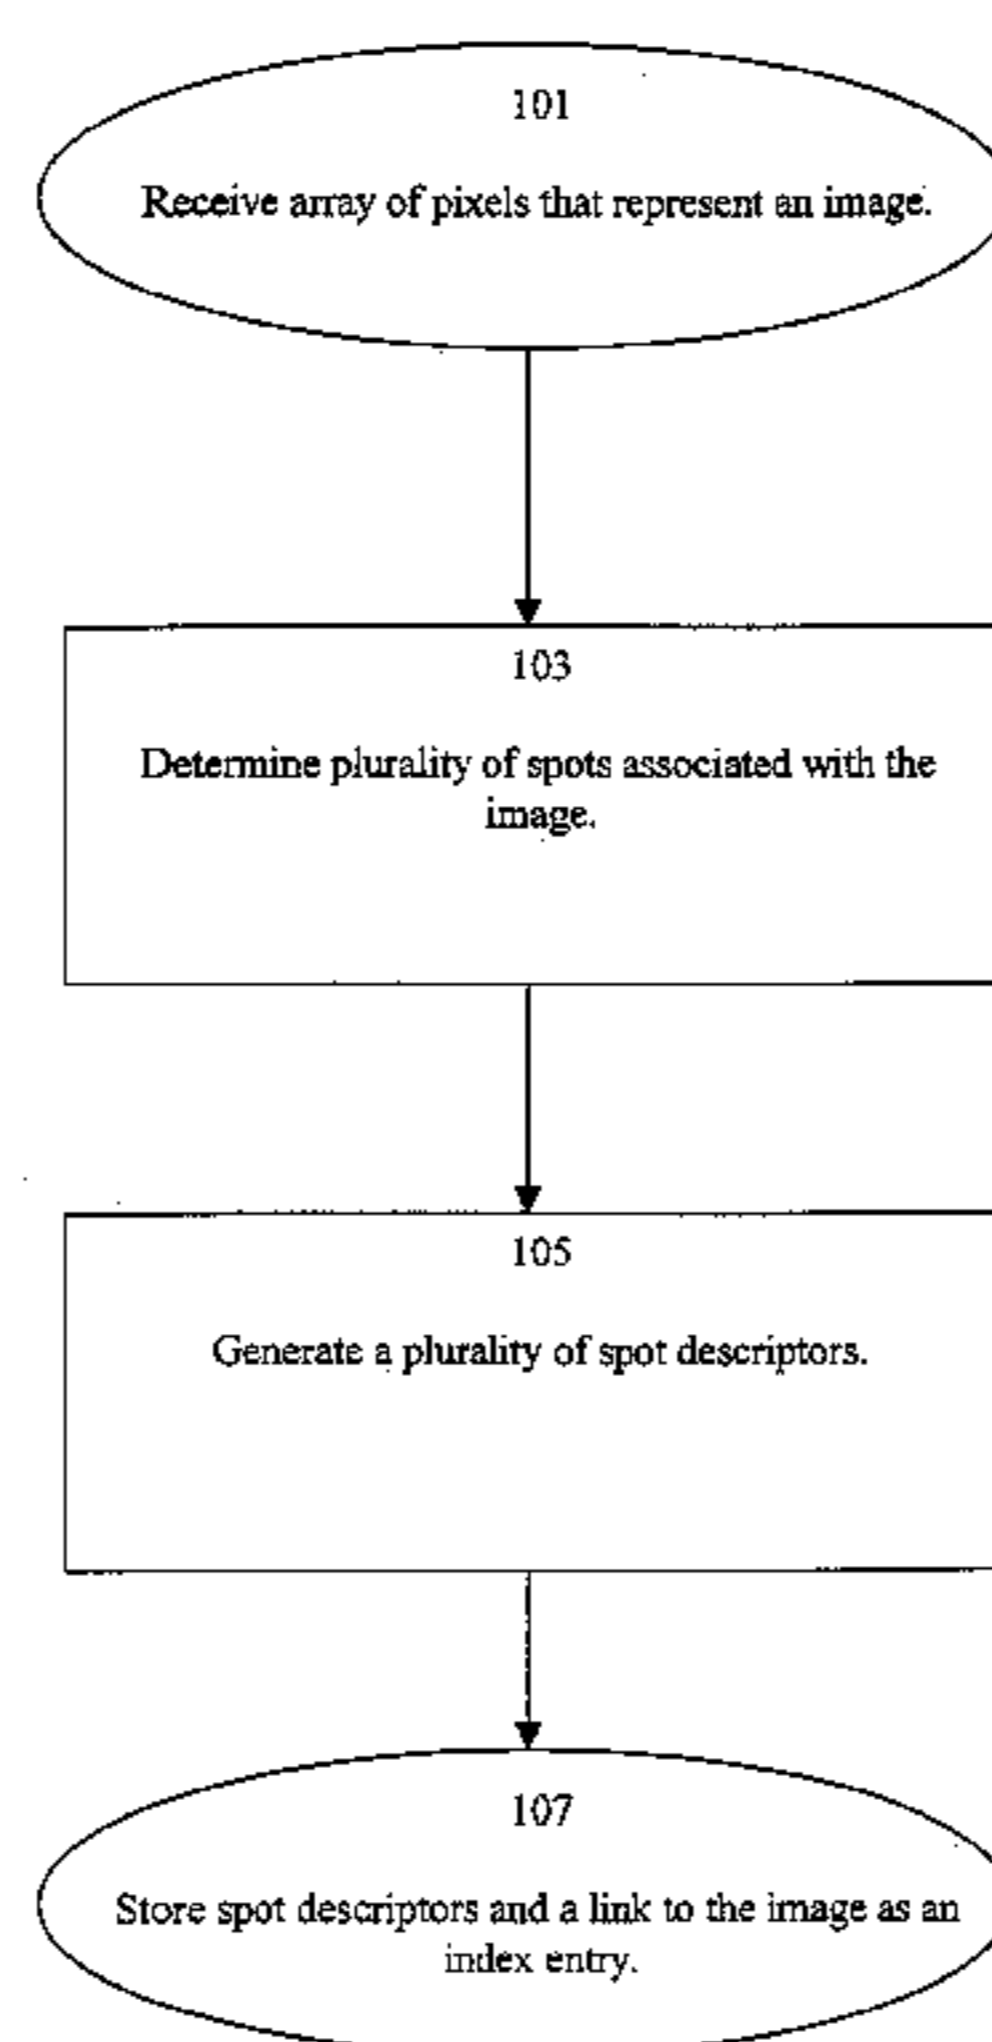 101
Receive array of pixels that represent an image.
103
Determine plurality of spots associated with the
image.
105
Generate a plurality of spot descriptors.
107
Store spot descriptors and a link to the image as an
index entry.